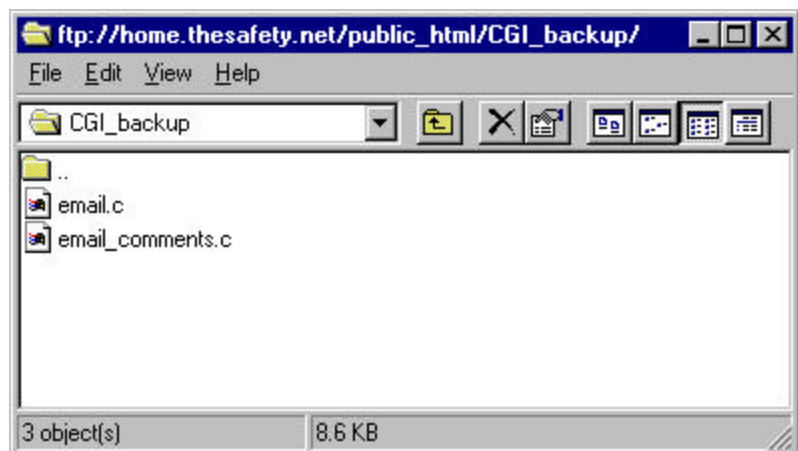 ftp://home.thesafety.net/public_html/CGI_backup/
File Edit View Help
CGI_backup
..
email.c
email_comments.c
3 object(s) 8.6 KB